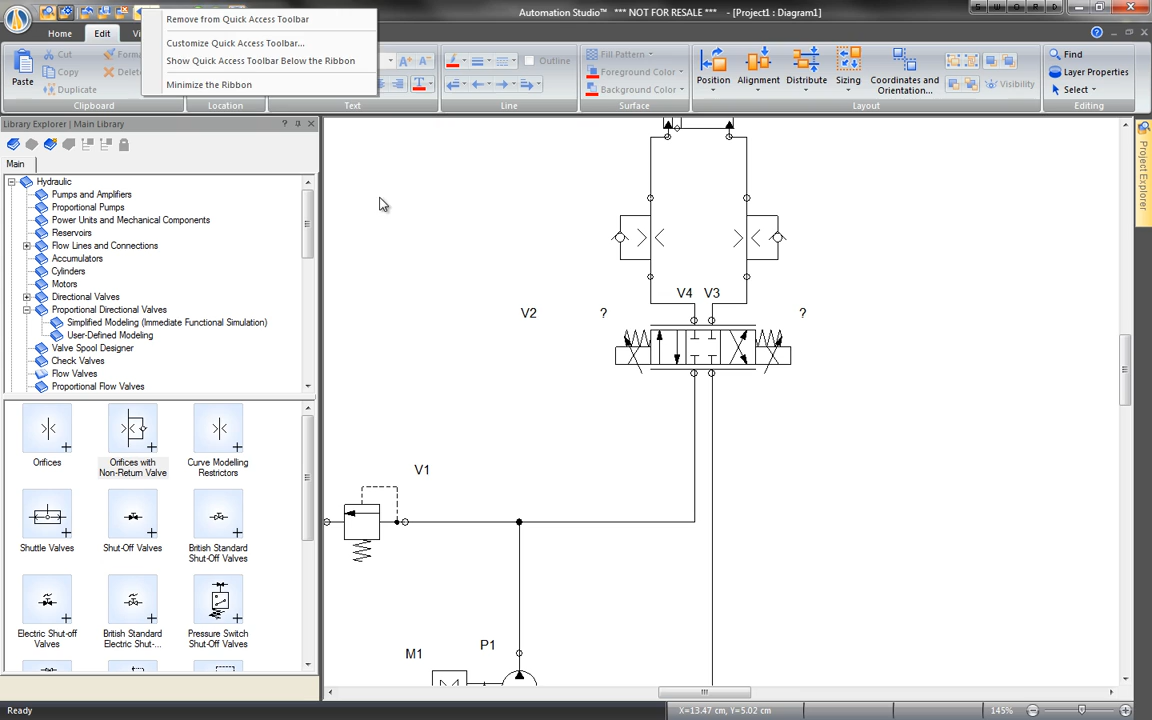 Automation Studio™ *** NOT FOR RESALE *** - [Project1 : Diagram1]
Remove from Quick Access Toolbar
Customize Quick Access Toolbar...
Show Quick Access Toolbar Below the Ribbon
Minimize the Ribbon
Home
Edit
Paste
Cut
Copy
Duplicate
Clipboard
Location
Text
Outline
Line
Fill Pattern
Foreground Color
Background Color
Surface
Position
Alignment
Distribute
Sizing
Coordinates and
Orientation...
Visibility
Layout
Find
Layer Properties
Select
Editing
Library Explorer | Main Library
Main
Hydraulic
Pumps and Amplifiers
Proportional Pumps
Power Units and Mechanical Components
Reservoirs
Flow Lines and Connections
Accumulators
Cylinders
Motors
Directional Valves
Proportional Directional Valves
Simplified Modeling (Immediate Functional Simulation)
User-Defined Modeling
Valve Spool Designer
Check Valves
Flow Valves
Proportional Flow Valves
Orifices
Orifices with
Non-Return Valve
Curve Modelling
Restrictors
Shuttle Valves
Shut-Off Valves
British Standard
Shut-Off Valves
Electric Shut-off
Valves
British Standard
Electric Shut-...
Pressure Switch
Shut-Off Valves
V4 V3
V2 ? ?
V1
P1
M1
Project Explorer
Ready
X=13.47 cm, Y=5.02 cm
145%